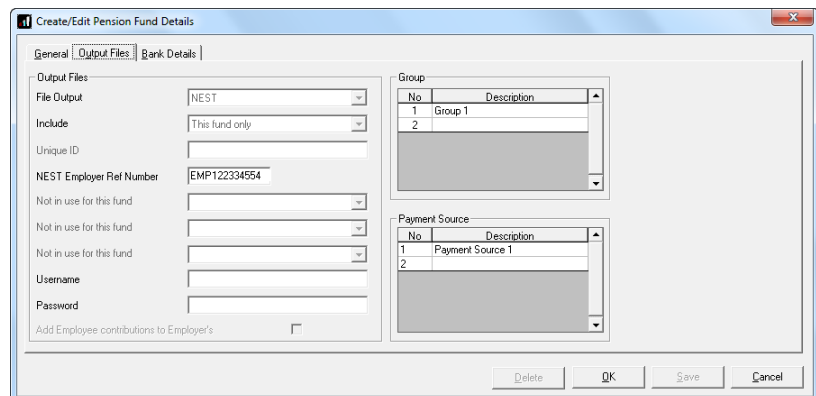 Create/Edit Pension Fund Details
General Output Files Bank Details
Output Files
File Output NEST
Include This fund only
Unique ID
NEST Employer Ref Number EMP122334554
Not in use for this fund
Not in use for this fund
Not in use for this fund
Username
Password
Add Employee contributions to Employer's
Group
No Description
1 Group 1
2
Payment Source
No Description
1 Payment Source 1
2
Delete OK Save Cancel